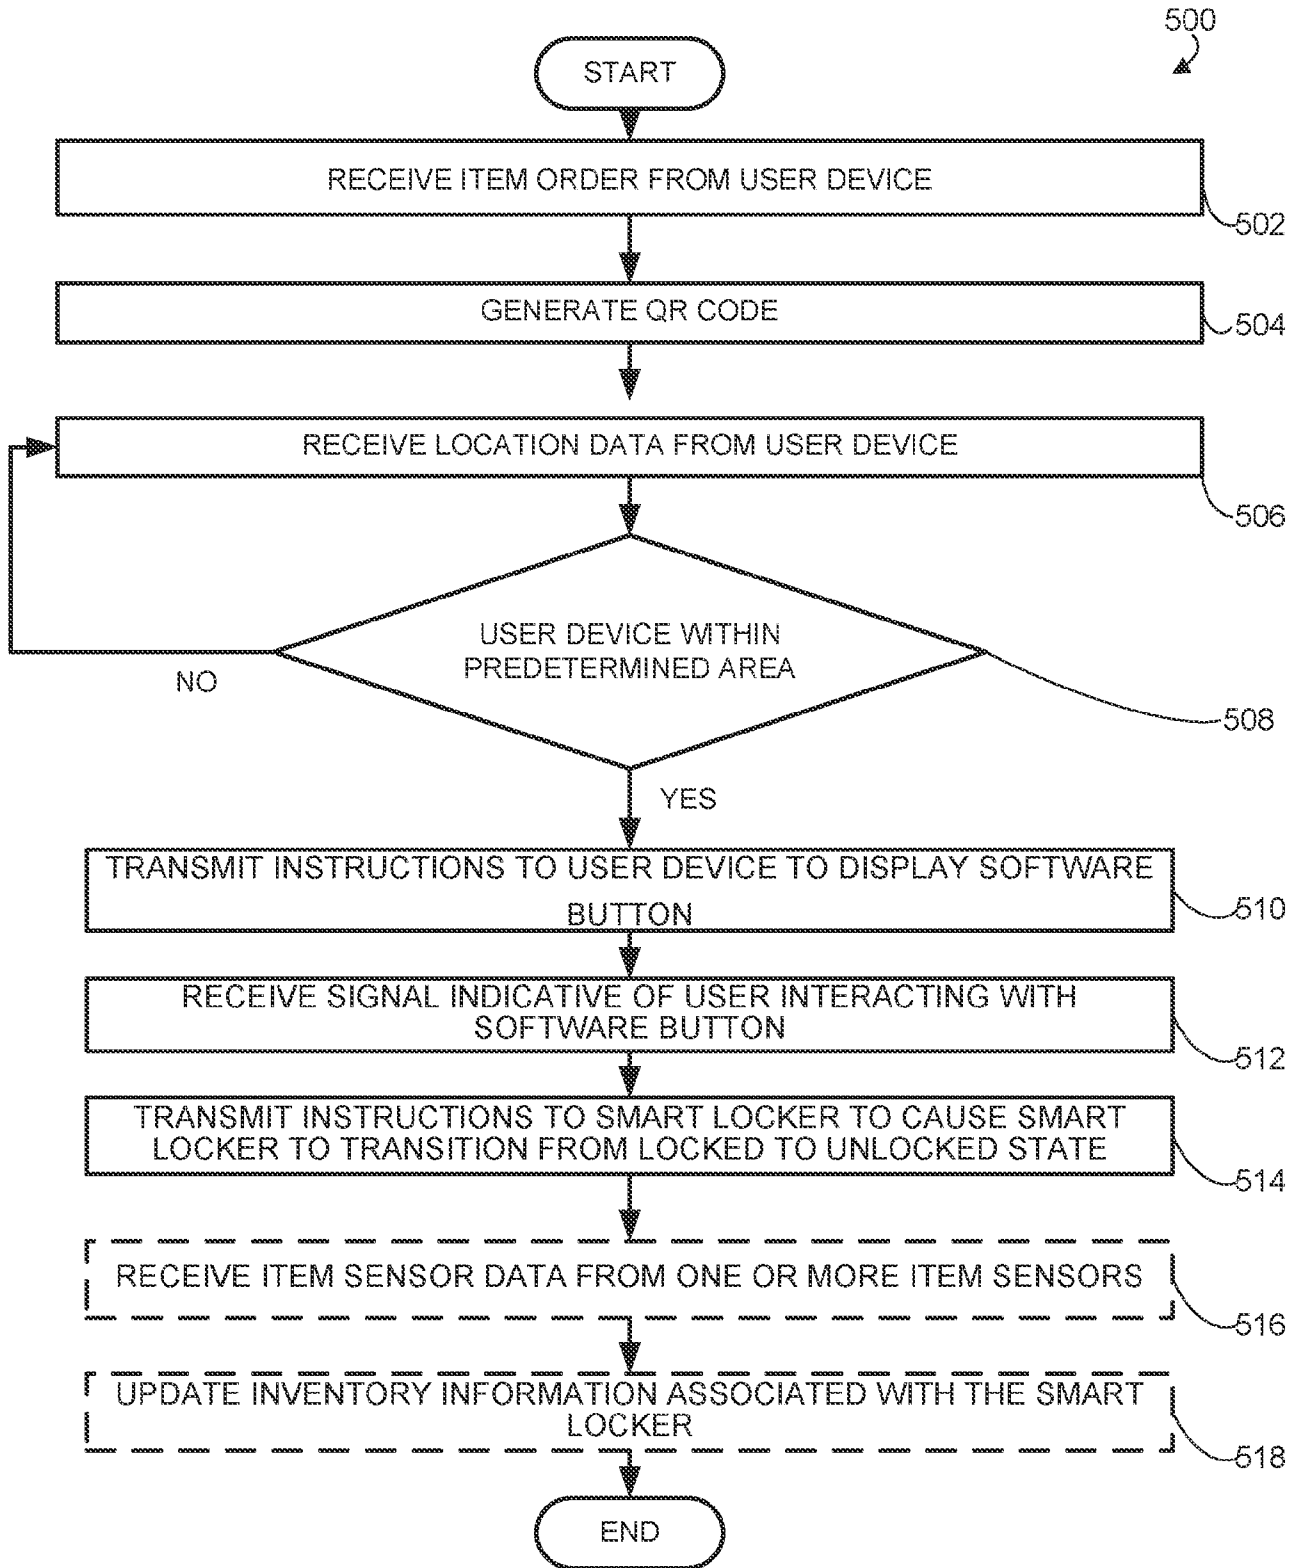 500
START
RECEIVE ITEM ORDER FROM USER DEVICE
502
GENERATE QR CODE
504
RECEIVE LOCATION DATA FROM USER DEVICE
506
USER DEVICE WITHIN
PREDETERMINED AREA
NO
508
YES
TRANSMIT INSTRUCTIONS TO USER DEVICE TO DISPLAY SOFTWARE
BUTTON
510
RECEIVE SIGNAL INDICATIVE OF USER INTERACTING WITH
SOFTWARE BUTTON
512
TRANSMIT INSTRUCTIONS TO SMART LOCKER TO CAUSE SMART
LOCKER TO TRANSITION FROM LOCKED TO UNLOCKED STATE
514
RECEIVE ITEM SENSOR DATA FROM ONE OR MORE ITEM SENSORS
516
UPDATE INVENTORY INFORMATION ASSOCIATED WITH THE SMART
LOCKER
518
END